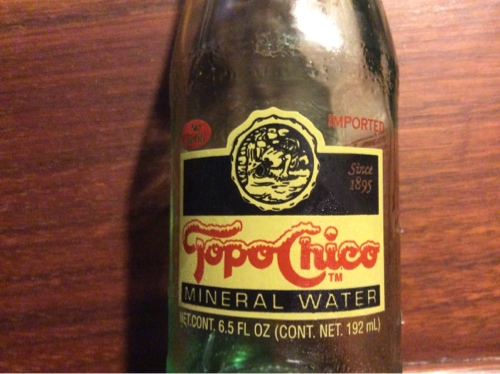 IMPORTED
Since
1895
Topo Chico
TM
MINERAL WATER
NET.CONT. 6.5 FL OZ (CONT. NET. 192 mL)